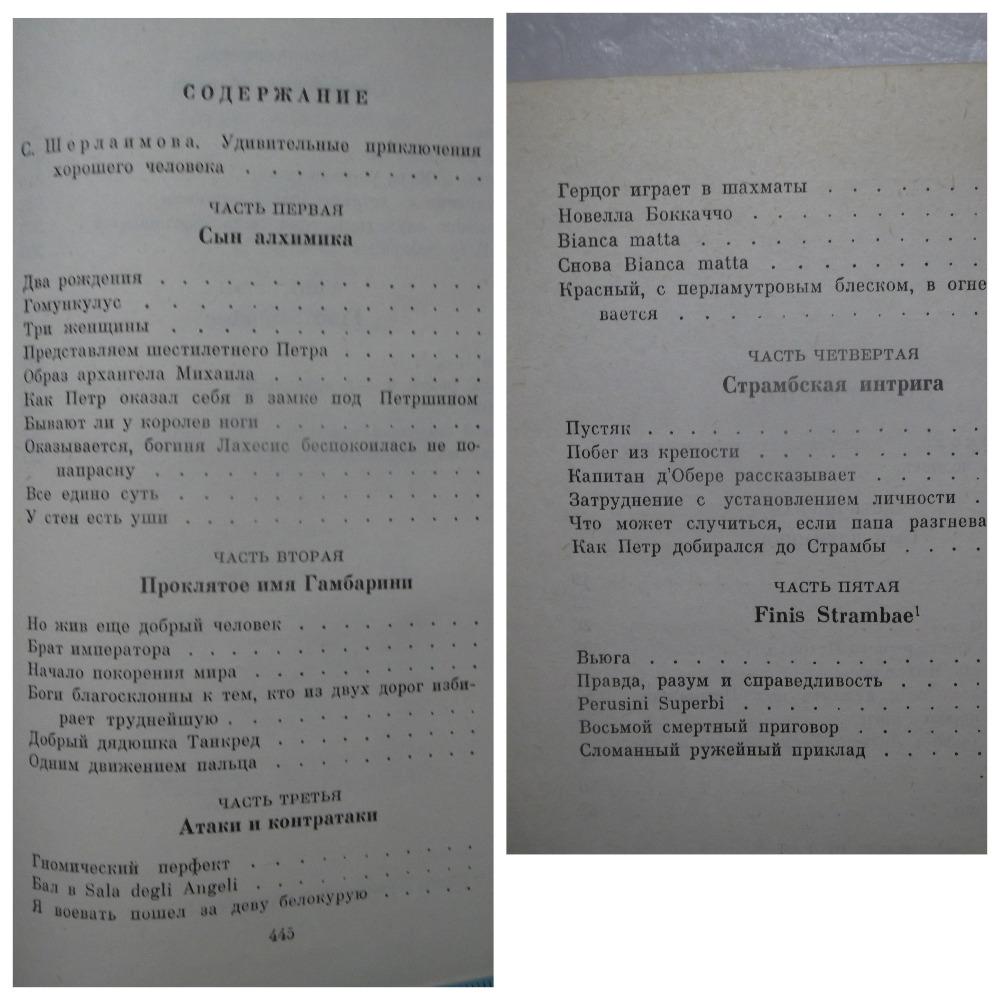 СОДЕРЖАНИЕ
С. Шерлаимова. Удивительные приключения
хорошего человека . . . . . . . . . . .
ЧАСТЬ ПЕРВАЯ
Сын алхимика
Два рождения . . . . . . . . . . . . . .
Гомункулус . . . . . . . . . . . . . . .
Три женщины . . . . . . . . . . . . . .
Представляем шестилетнего Петра . . . . . .
Образ архангела Михаила . . . . . . . . .
Как Петр оказал себя в замке под Петршином
Бывают ли у королев ноги . . . . . . . . .
Оказывается, богиня Лахесис беспокоилась не по-
напрасну . . . . . . . . . . . . . .
Все едино суть . . . . . . . . . . . . .
У стен есть уши . . . . . . . . . . . . .
ЧАСТЬ ВТОРАЯ
Проклятое имя Гамбарини
Но жив еще добрый человек . . . . . . . .
Брат императора . . . . . . . . . . . .
Начало покорения мира . . . . . . . . . .
Боги благосклонны к тем, кто из двух дорог изби-
рает труднейшую . . . . . . . . . . .
Добрый дядюшка Танкред . . . . . . . . .
Одним движением пальца . . . . . . . . .
ЧАСТЬ ТРЕТЬЯ
Атаки и контратаки
Гномический перфект . . . . . . . . . .
Бал в Sala degli Angeli . . . . . . . . . .
Я воевать пошел за деву белокурую . . . . .
445
Герцог играет в шахматы . . . . . . . .
Новелла Боккаччо . . . . . . . . . . .
Bianca matta . . . . . . . . . . . . .
Снова Bianca matta . . . . . . . . . .
Красный, с перламутровым блеском, в огне
вается . . . . . . . . . . . . .
ЧАСТЬ ЧЕТВЕРТАЯ
Страмбская интрига
Пустяк . . . . . . . . . . . . . . .
Побег из крепости . . . . . . . . . . .
Капитан д'Обере рассказывает . . . . . .
Затруднение с установлением личности .
Что может случиться, если папа разгнева
Как Петр добирался до Страмбы . . . .
ЧАСТЬ ПЯТАЯ
Finis Strambae¹
Вьюга . . . . . . . . . . . . . . .
Правда, разум и справедливость . . . .
Perusini Superbi . . . . . . . . . . .
Восьмой смертный приговор . . . . . .
Сломанный ружейный приклад . . . . .